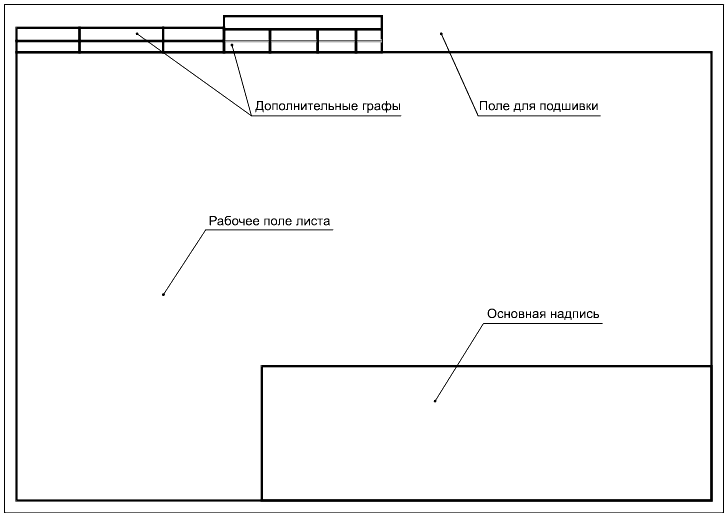 Дополнительные графы
Поле для подшивки
Рабочее поле листа
Основная надпись